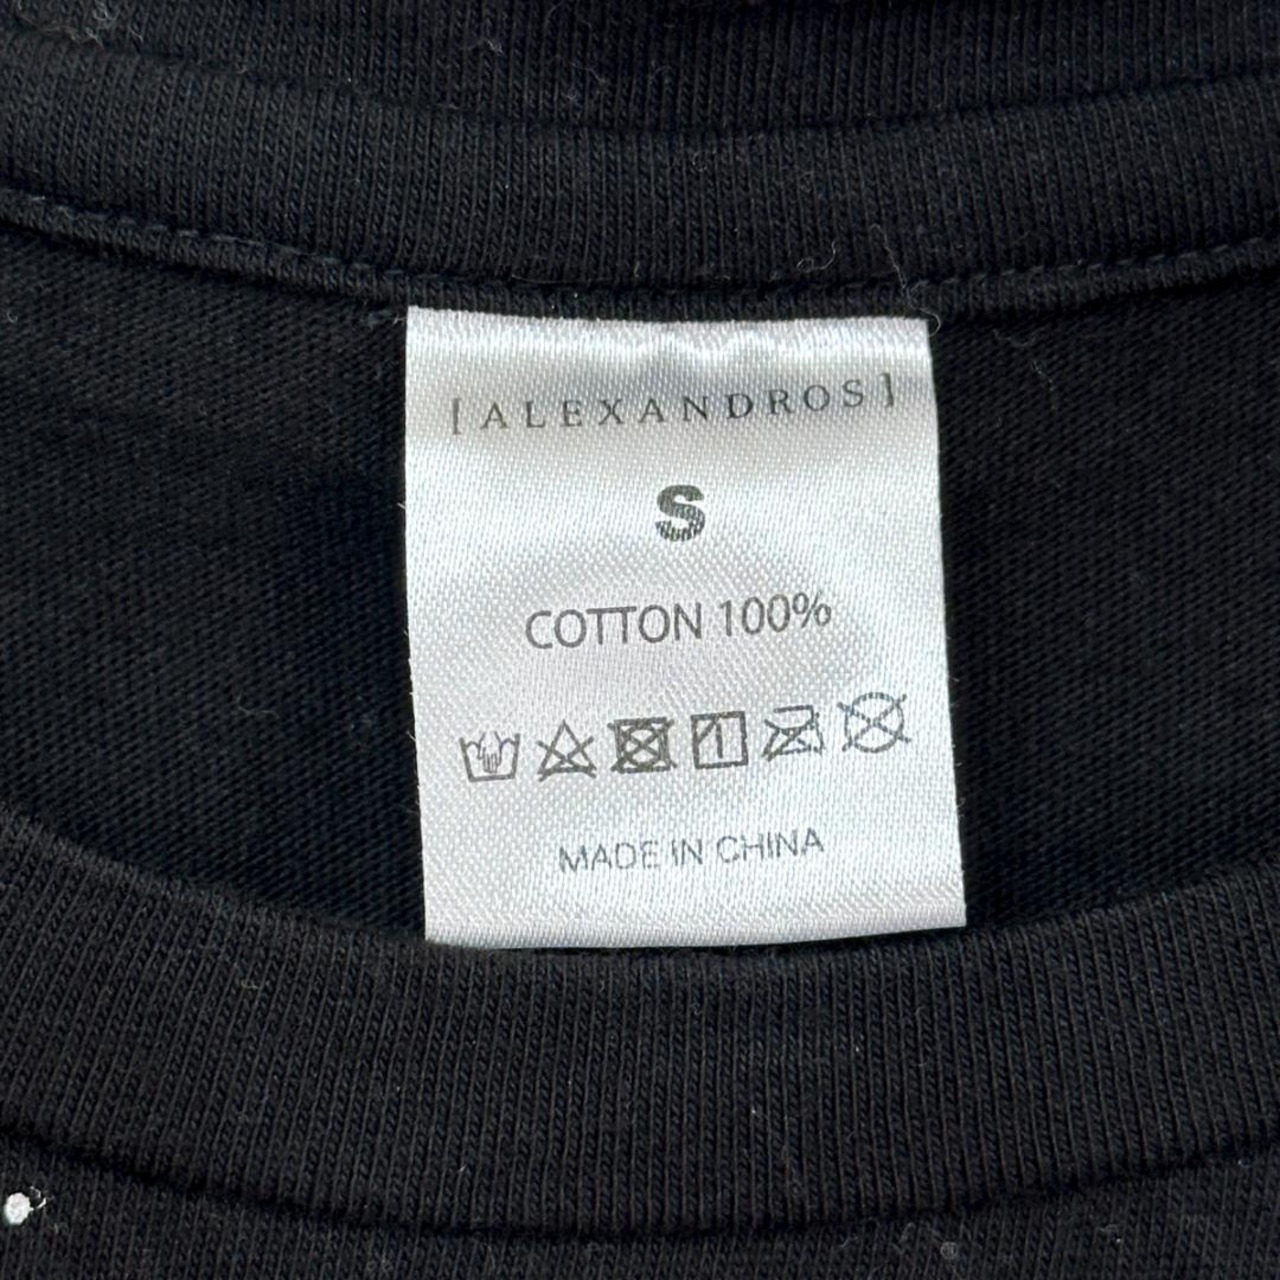 [ALEXANDROS]
S
COTTON 100%
MADE IN CHINA